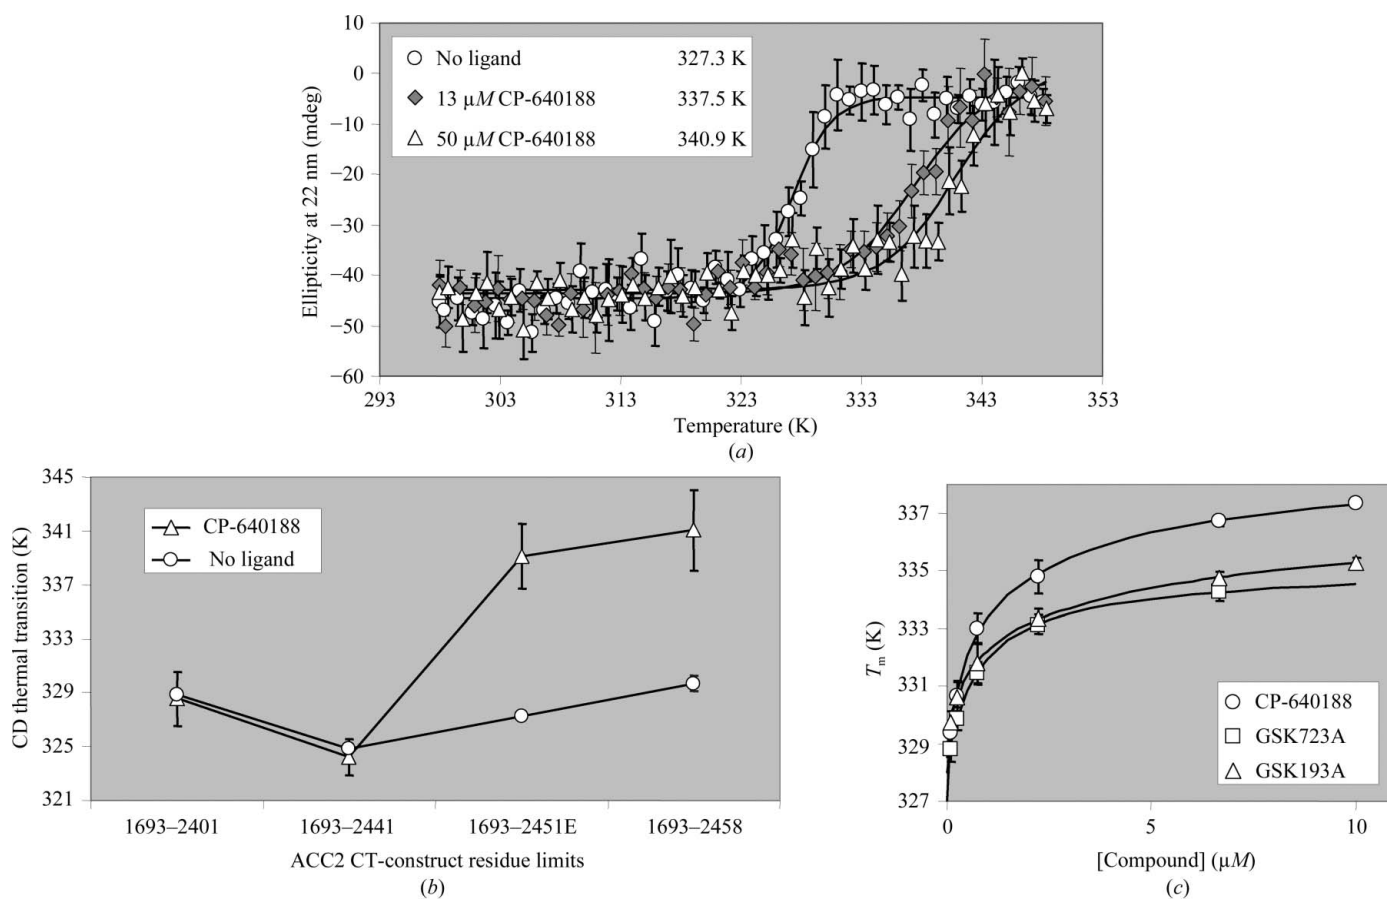 10
0
−10
−20
−30
−40
−50
−60
Ellipticity at 22 nm (mdeg)
No ligand 327.3 K
13 µM CP-640188 337.5 K
50 µM CP-640188 340.9 K
293 303 313 323 333 343 353
Temperature (K)
(a)
345
341
337
333
329
325
321
CD thermal transition (K)
CP-640188
No ligand
1693–2401 1693–2441 1693–2451E 1693–2458
ACC2 CT-construct residue limits
(b)
337
335
333
331
329
327
Tm (K)
CP-640188
GSK723A
GSK193A
0 5 10
[Compound] (µM)
(c)